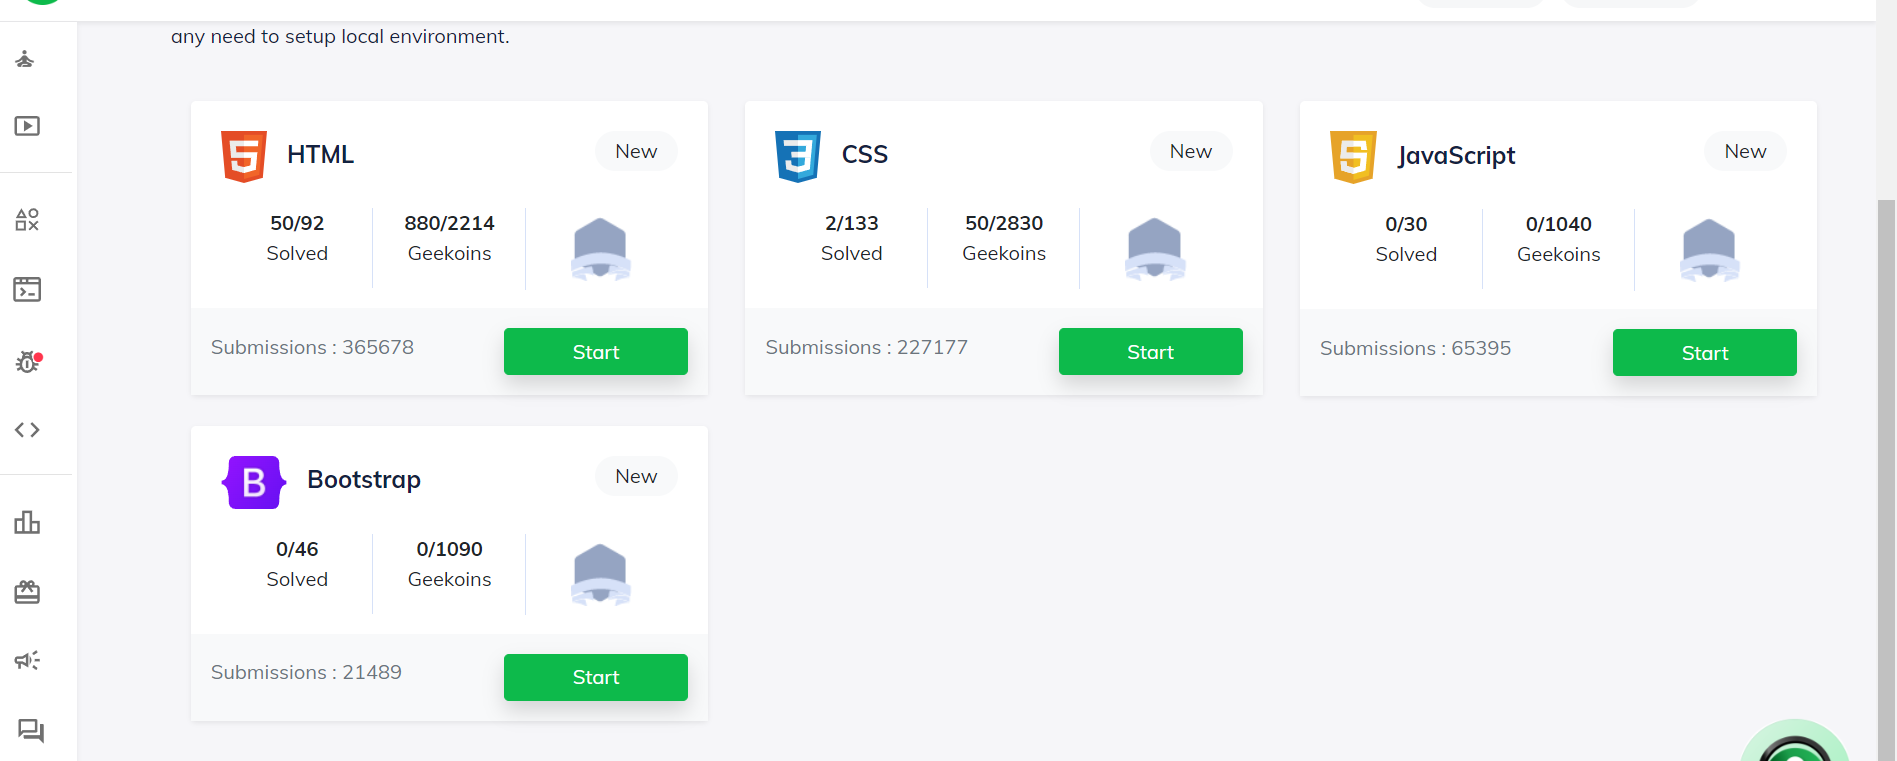 any need to setup local environment.
HTML
New
50/92
Solved
880/2214
Geekoins
Submissions : 365678
Start
CSS
New
2/133
Solved
50/2830
Geekoins
Submissions : 227177
Start
JavaScript
New
0/30
Solved
0/1040
Geekoins
Submissions : 65395
Start
B
Bootstrap
New
0/46
Solved
0/1090
Geekoins
Submissions : 21489
Start